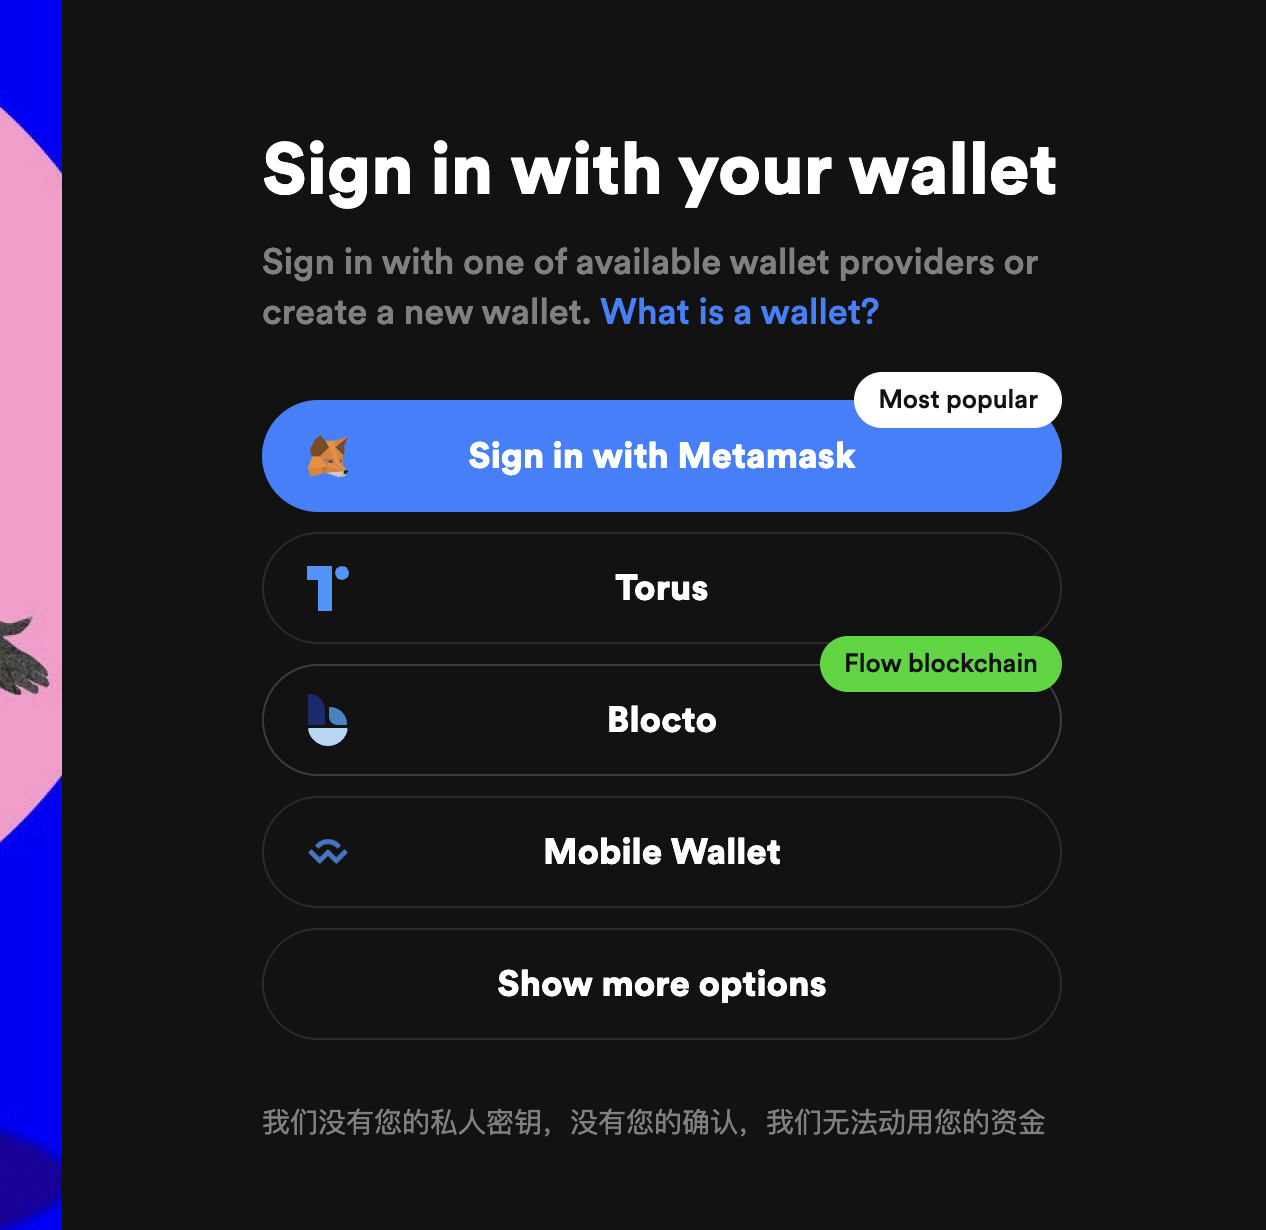 Sign in with your wallet
Sign in with one of available wallet providers or
create a new wallet. What is a wallet?
Most popular
Sign in with Metamask
Torus
Flow blockchain
Blocto
Mobile Wallet
Show more options
我们没有您的私人密钥，没有您的确认，我们无法动用您的资金